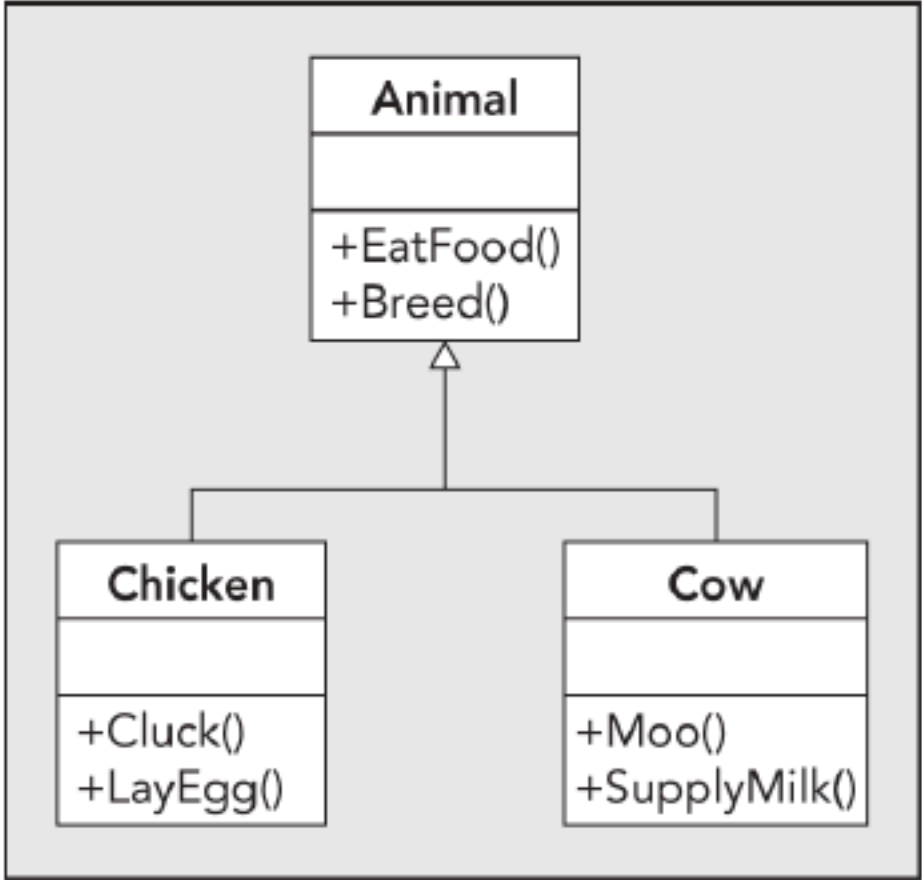 Animal
+EatFood()
+Breed()
Chicken
+Cluck()
+LayEgg()
Cow
+Moo()
+SupplyMilk()